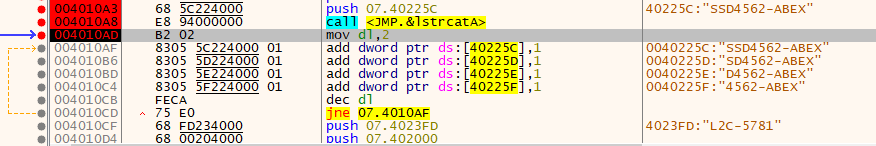 004010A3 68 5C224000 push 07.40225C 40225C:"SSD4562-ABEX"
004010A8 E8 94000000 call <JMP.&lstrcatA>
004010AD B2 02 mov dl,2
004010AF 8305 5C224000 01 add dword ptr ds:[40225C],1 0040225C:"SSD4562-ABEX"
004010B6 8305 5D224000 01 add dword ptr ds:[40225D],1 0040225D:"SD4562-ABEX"
004010BD 8305 5E224000 01 add dword ptr ds:[40225E],1 0040225E:"D4562-ABEX"
004010C4 8305 5F224000 01 add dword ptr ds:[40225F],1 0040225F:"4562-ABEX"
004010CB FECA dec dl
004010CD ^ 75 E0 jne 07.4010AF
004010CF 68 FD234000 push 07.4023FD 4023FD:"L2C-5781"
004010D4 68 00204000 push 07.402000